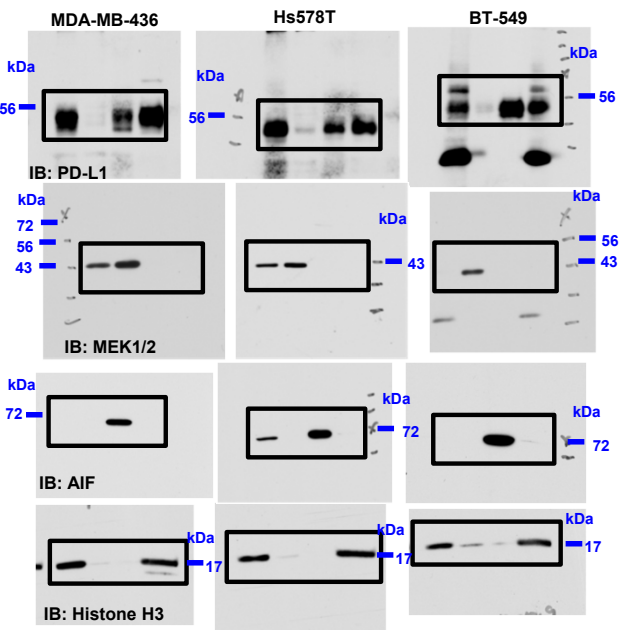 MDA-MB-436 Hs578T BT-549
kDa kDa kDa
56 56 56
IB: PD-L1
kDa kDa kDa
72
56 56
43 43 43
IB: MEK1/2
kDa kDa kDa
72 72 72
IB: AIF
kDa kDa kDa
17 17 17
IB: Histone H3